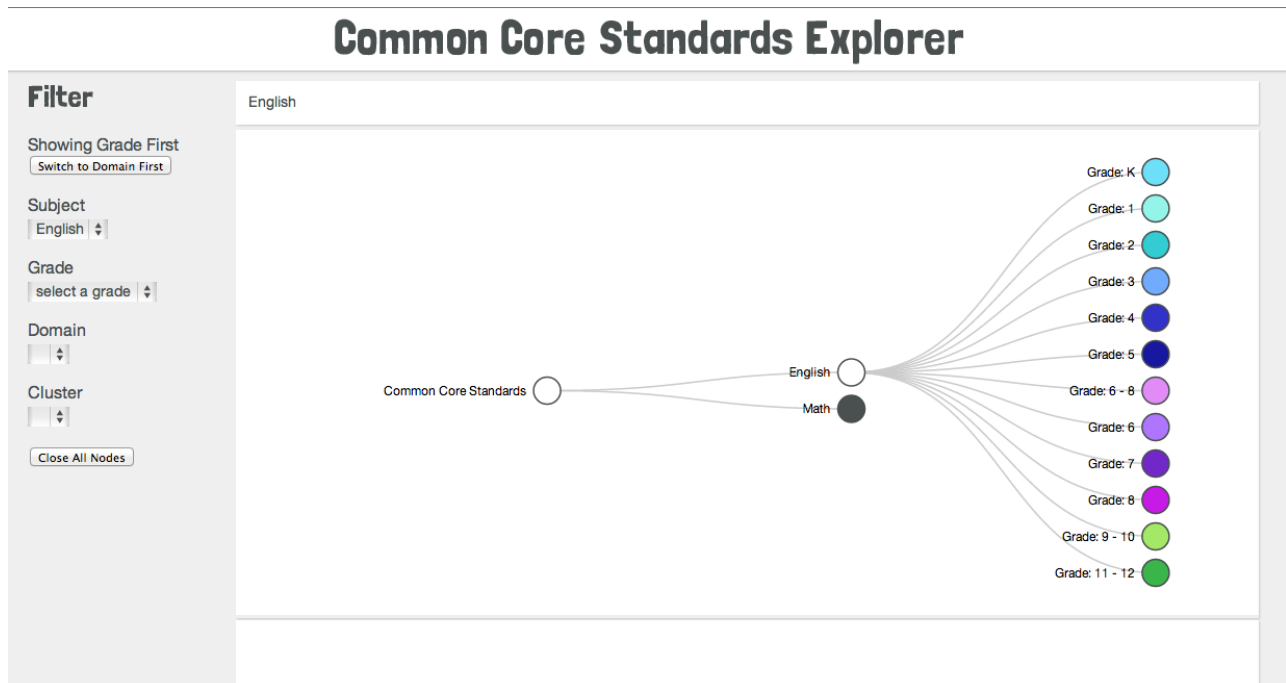 Common Core Standards Explorer
Filter
Showing Grade First
Switch to Domain First
Subject
English
Grade
select a grade
Domain
Cluster
Close All Nodes
English
Common Core Standards
English
Math
Grade: K
Grade: 1
Grade: 2
Grade: 3
Grade: 4
Grade: 5
Grade: 6 - 8
Grade: 6
Grade: 7
Grade: 8
Grade: 9 - 10
Grade: 11 - 12